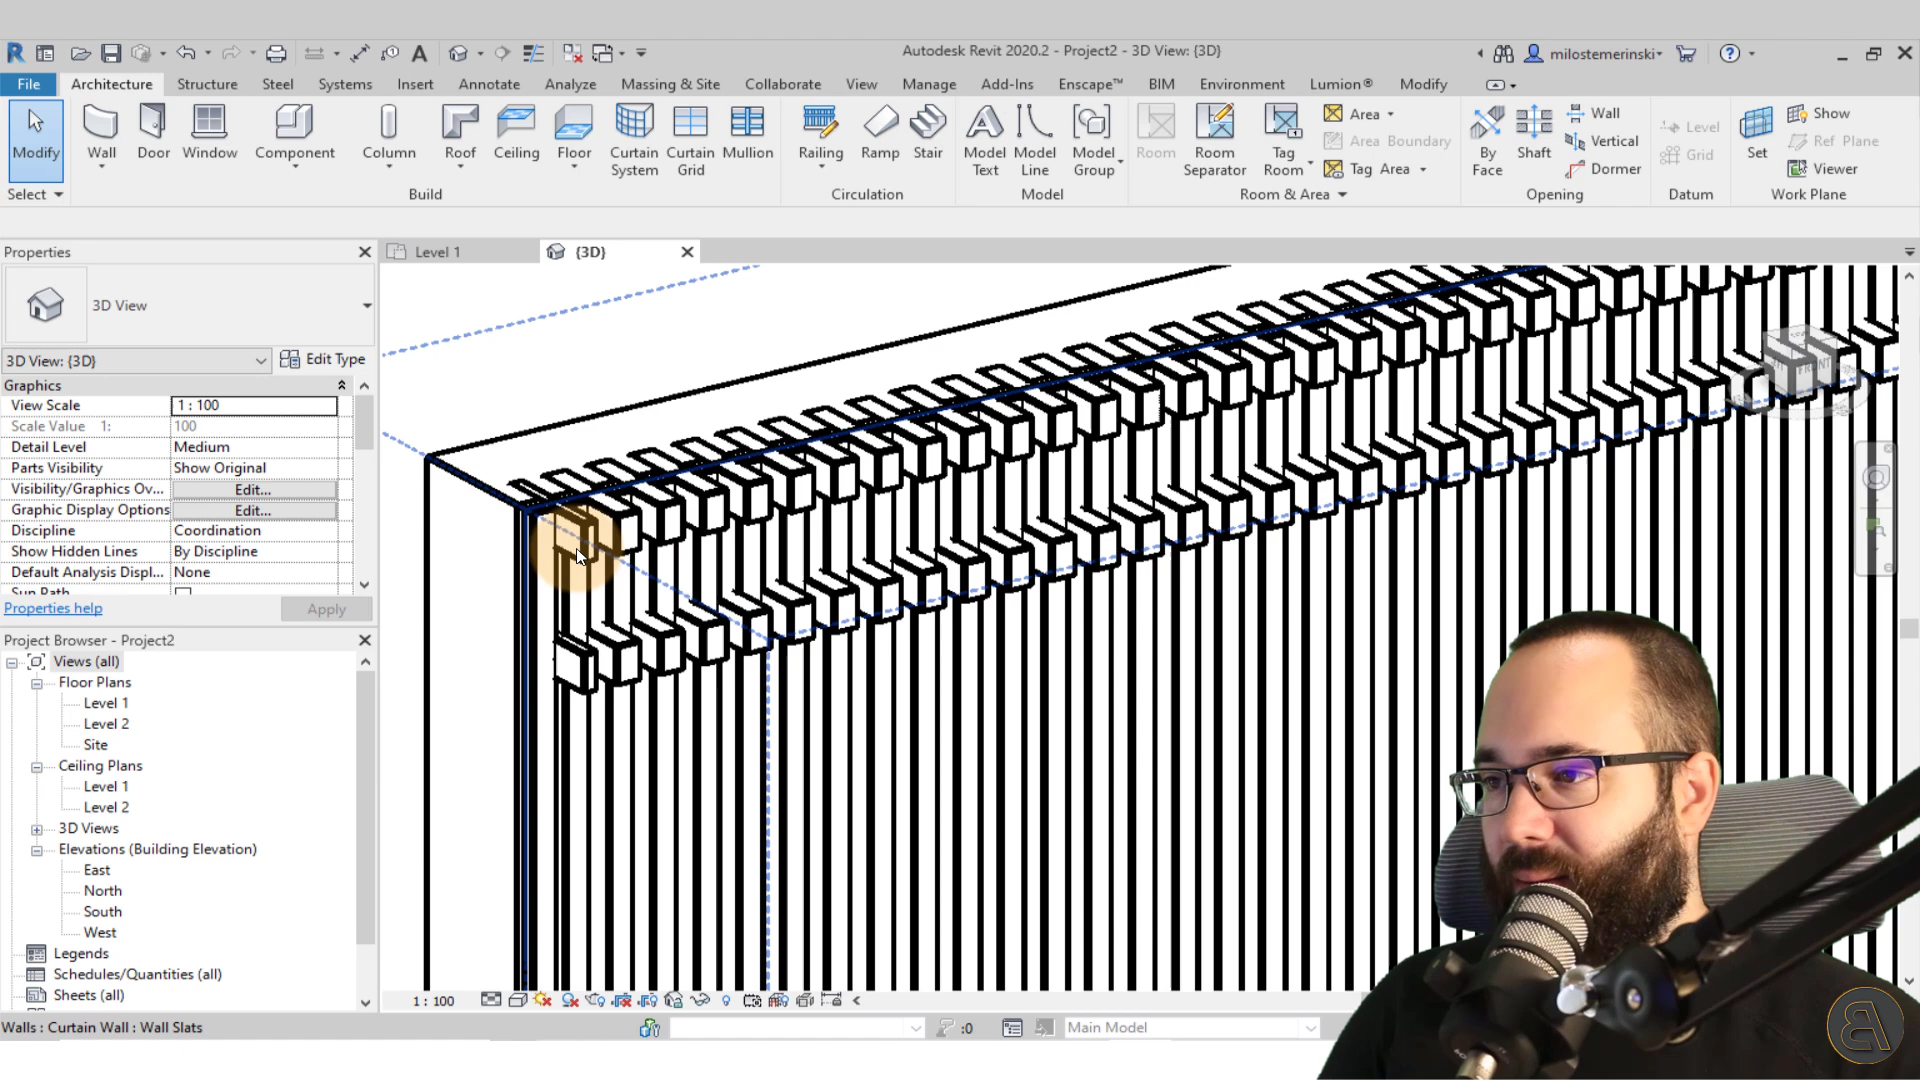 Autodesk Revit 2020.2 - Project2 - 3D View: {3D}
milostemerinski
File Architecture Structure Steel Systems Insert Annotate Analyze Massing & Site Collaborate View Manage Add-Ins Enscape™ BIM Environment Lumion® Modify
Modify Wall Door Window Component Column Roof Ceiling Floor Curtain System Curtain Grid Mullion Railing Ramp Stair Model Text Model Line Model Group Room Room Separator Tag Room
Area
Area Boundary
Tag Area
By Face Shaft
Wall
Vertical
Dormer
Level
Grid
Set
Show
Ref Plane
Viewer
Select Build Circulation Model Room & Area Opening Datum Work Plane
Properties
Level 1
{3D}
3D View
3D View: {3D}
Edit Type
Graphics
View Scale 1 : 100
Scale Value 1: 100
Detail Level Medium
Parts Visibility Show Original
Visibility/Graphics Ov... Edit...
Graphic Display Options Edit...
Discipline Coordination
Show Hidden Lines By Discipline
Default Analysis Displ... None
Sun Path
Properties help
Apply
FRONT
Project Browser - Project2
Views (all)
Floor Plans
Level 1
Level 2
Site
Ceiling Plans
Level 1
Level 2
3D Views
Elevations (Building Elevation)
East
North
South
West
Legends
Schedules/Quantities (all)
Sheets (all)
1 : 100
Walls : Curtain Wall : Wall Slats
:0
Main Model